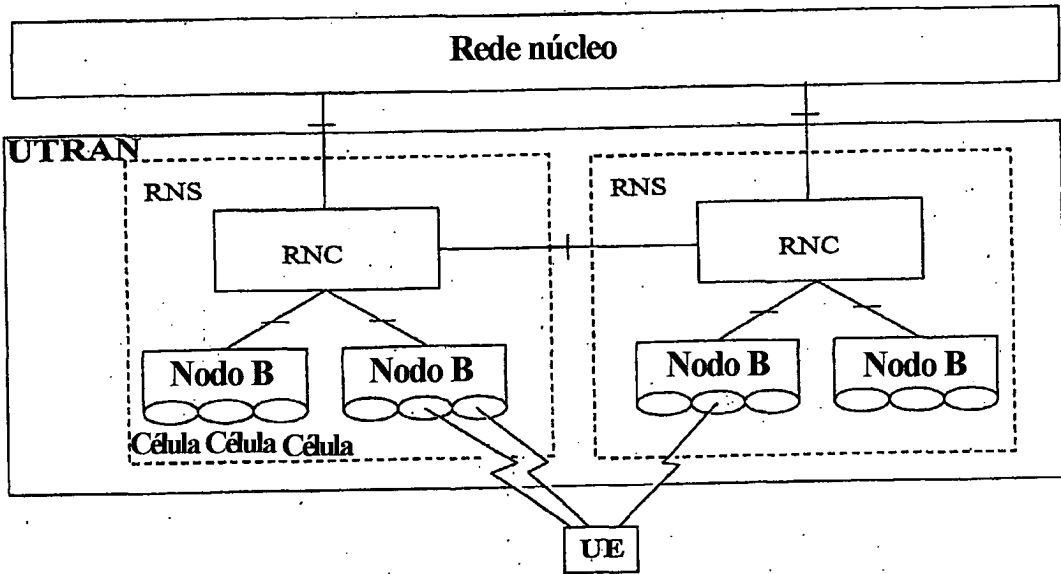 Rede núcleo
UTRAN
RNS
RNS
RNC
RNC
Nodo B
Nodo B
Nodo B
Nodo B
Célula Célula Célula
UE